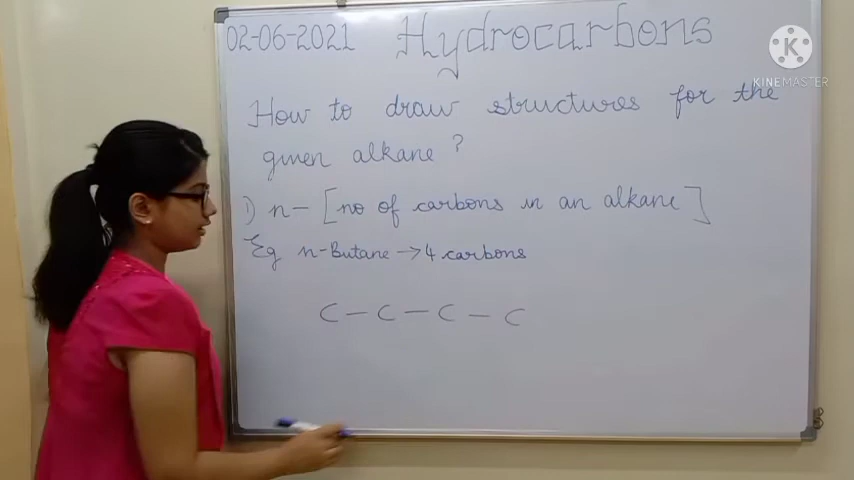 02-06-2021 Hydrocarbons
K
KINEMASTER
How to draw structures for the
given alkane ?
1) n- [no of carbons in an alkane]
Eg n-Butane → 4 carbons
C - C - C - C